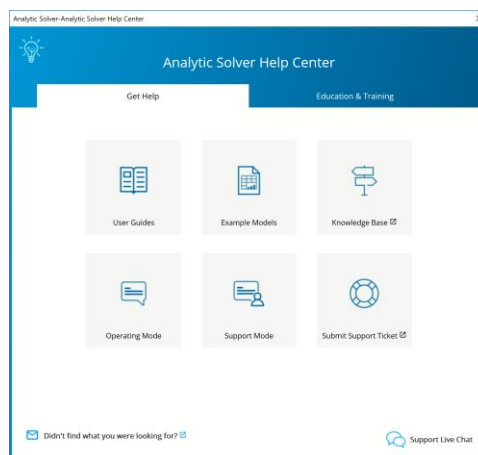 Analytic Solver-Analytic Solver Help Center
Analytic Solver Help Center
Get Help
Education & Training
User Guides
Example Models
Knowledge Base
Operating Mode
Support Mode
Submit Support Ticket
Didn't find what you were looking for?
Support Live Chat